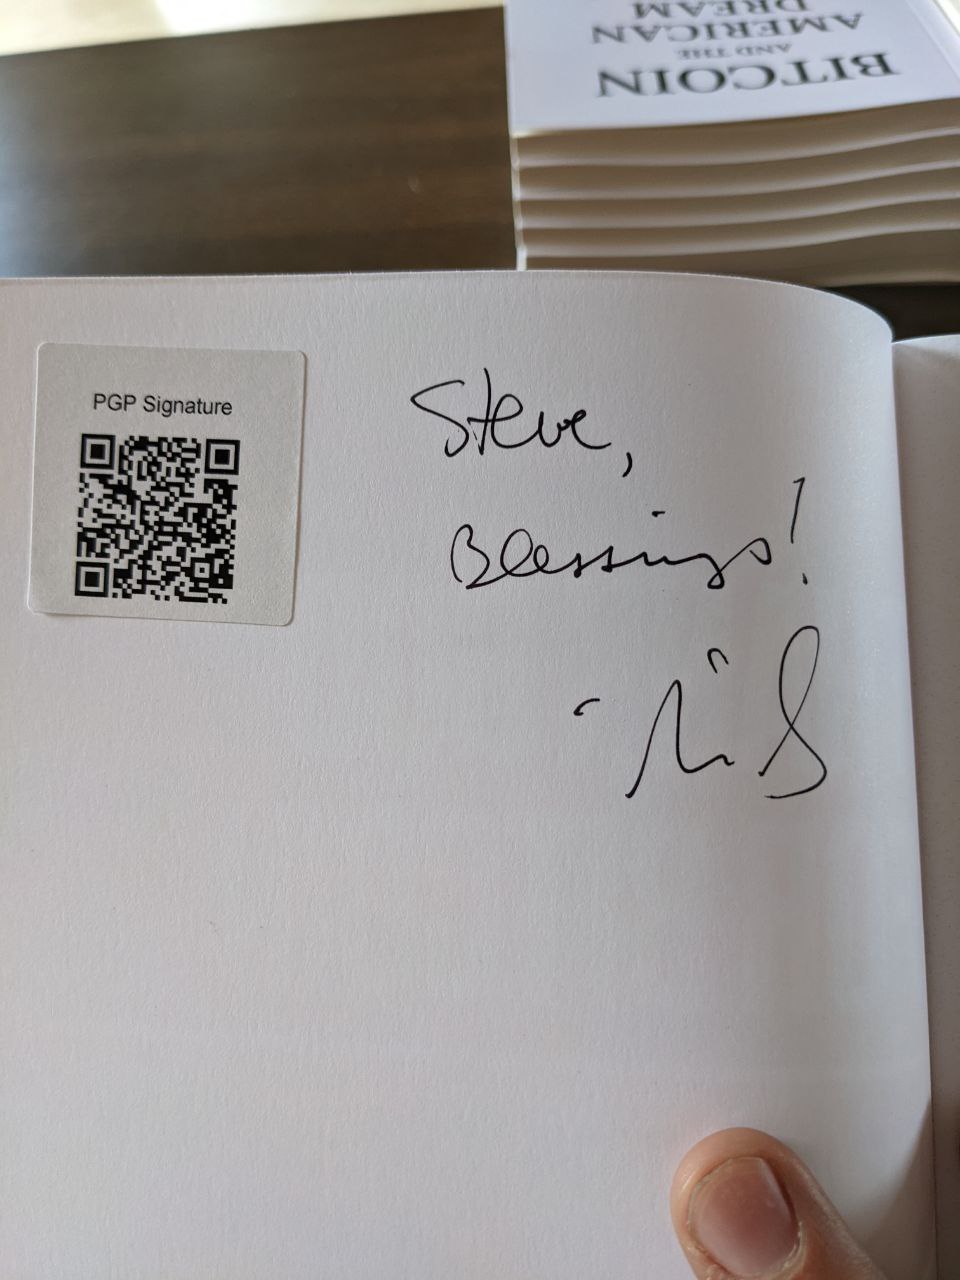 BITCOIN
AND THE
AMERICAN
DREAM
PGP Signature
Steve,
Blessings!